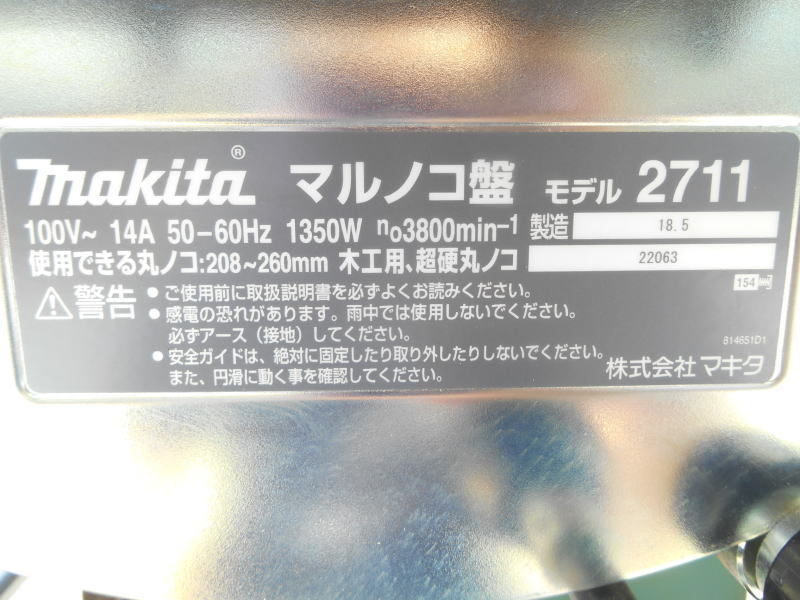 makita® マルノコ盤 モデル 2711
100V~ 14A 50-60Hz 1350W n₀3800min⁻¹ 製造 18.5
使用できる丸ノコ:208~260mm 木工用、超硬丸ノコ 22063
警告 ● ご使用前に取扱説明書を必ずよくお読みください。 154
● 感電の恐れがあります。雨中では使用しないでください。
必ずアース（接地）してください。
● 安全ガイドは、絶対に固定したり取り外したりしないでください。 814651D1
また、円滑に動く事を確認してください。 株式会社 マキタ